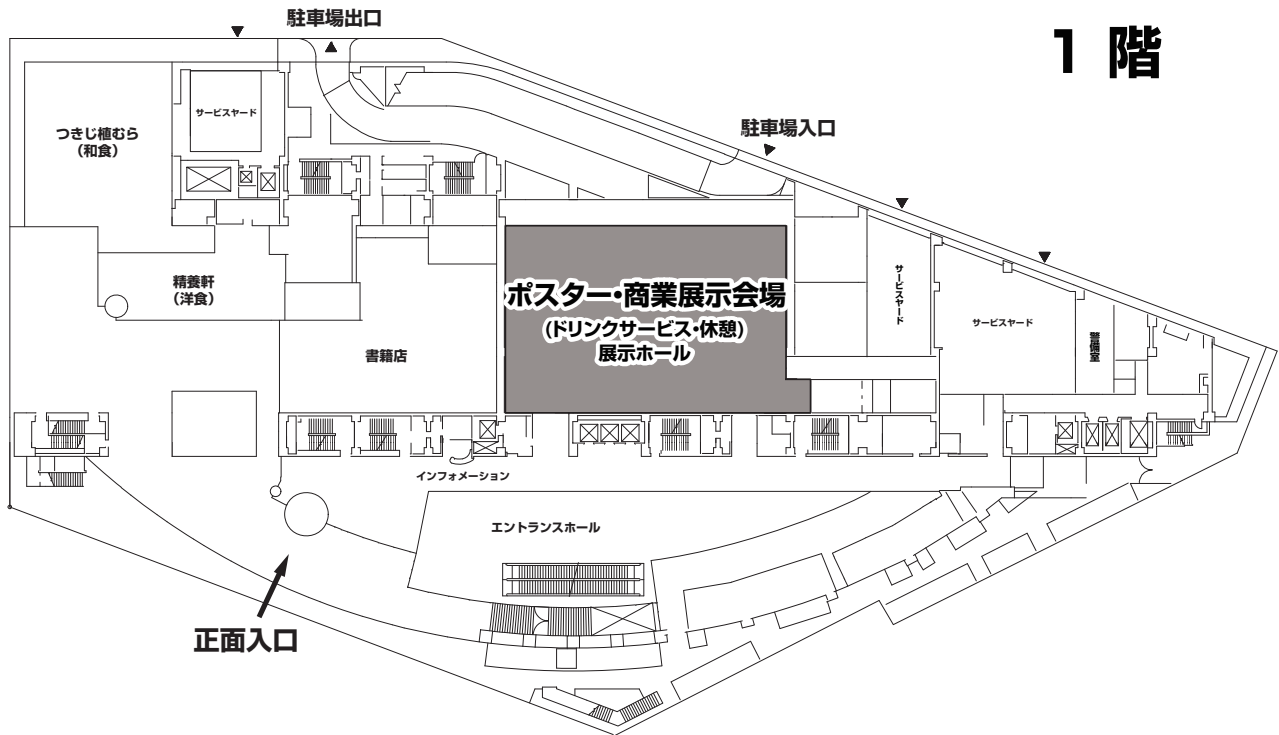 1 階
駐車場出口
サービスヤード
つきじ植むら
(和食)
駐車場入口
精養軒
(洋食)
書籍店
ポスター・商業展示会場
(ドリンクサービス・休憩)
展示ホール
サービスヤード
サービスヤード
警備室
インフォメーション
エントランスホール
正面入口